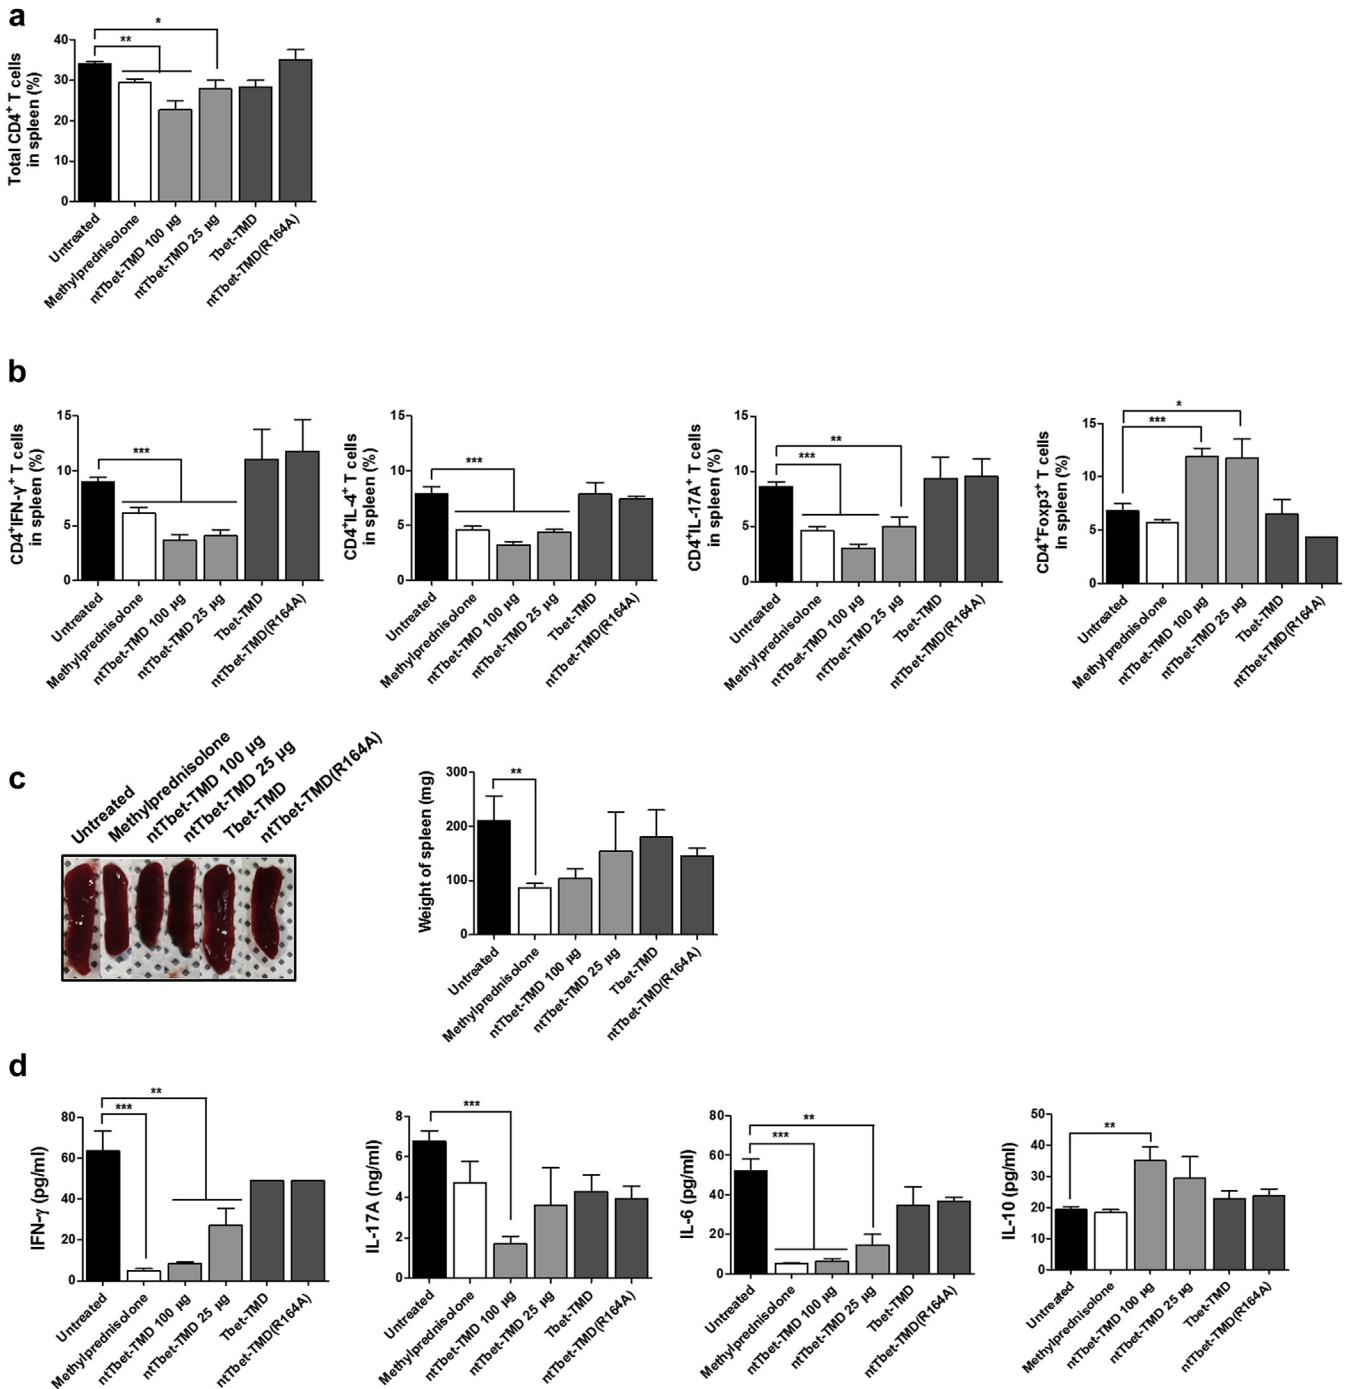 a
*
**
Total CD4+ T cells
in spleen (%)
40
30
20
10
0
Untreated
Methylprednisolone
ntTbet-TMD 100 µg
ntTbet-TMD 25 µg
Tbet-TMD
ntTbet-TMD(R164A)
b
CD4+IFN-γ+ T cells
in spleen (%)
15
10
5
0
***
Untreated
Methylprednisolone
ntTbet-TMD 100 µg
ntTbet-TMD 25 µg
Tbet-TMD
ntTbet-TMD(R164A)
CD4+IL-4+ T cells
in spleen (%)
15
10
5
0
***
Untreated
Methylprednisolone
ntTbet-TMD 100 µg
ntTbet-TMD 25 µg
Tbet-TMD
ntTbet-TMD(R164A)
CD4+IL-17A+ T cells
in spleen (%)
15
10
5
0
**
***
Untreated
Methylprednisolone
ntTbet-TMD 100 µg
ntTbet-TMD 25 µg
Tbet-TMD
ntTbet-TMD(R164A)
CD4+Foxp3+ T cells
in spleen (%)
15
10
5
0
*
***
Untreated
Methylprednisolone
ntTbet-TMD 100 µg
ntTbet-TMD 25 µg
Tbet-TMD
ntTbet-TMD(R164A)
c
Untreated
Methylprednisolone
ntTbet-TMD 100 µg
ntTbet-TMD 25 µg
Tbet-TMD
ntTbet-TMD(R164A)
Weight of spleen (mg)
300
200
100
0
**
Untreated
Methylprednisolone
ntTbet-TMD 100 µg
ntTbet-TMD 25 µg
Tbet-TMD
ntTbet-TMD(R164A)
d
IFN-γ (pg/ml)
80
60
40
20
0
**
***
Untreated
Methylprednisolone
ntTbet-TMD 100 µg
ntTbet-TMD 25 µg
Tbet-TMD
ntTbet-TMD(R164A)
IL-17A (ng/ml)
8
6
4
2
0
***
Untreated
Methylprednisolone
ntTbet-TMD 100 µg
ntTbet-TMD 25 µg
Tbet-TMD
ntTbet-TMD(R164A)
IL-6 (pg/ml)
80
60
40
20
0
**
***
Untreated
Methylprednisolone
ntTbet-TMD 100 µg
ntTbet-TMD 25 µg
Tbet-TMD
ntTbet-TMD(R164A)
IL-10 (pg/ml)
50
40
30
20
10
0
**
Untreated
Methylprednisolone
ntTbet-TMD 100 µg
ntTbet-TMD 25 µg
Tbet-TMD
ntTbet-TMD(R164A)